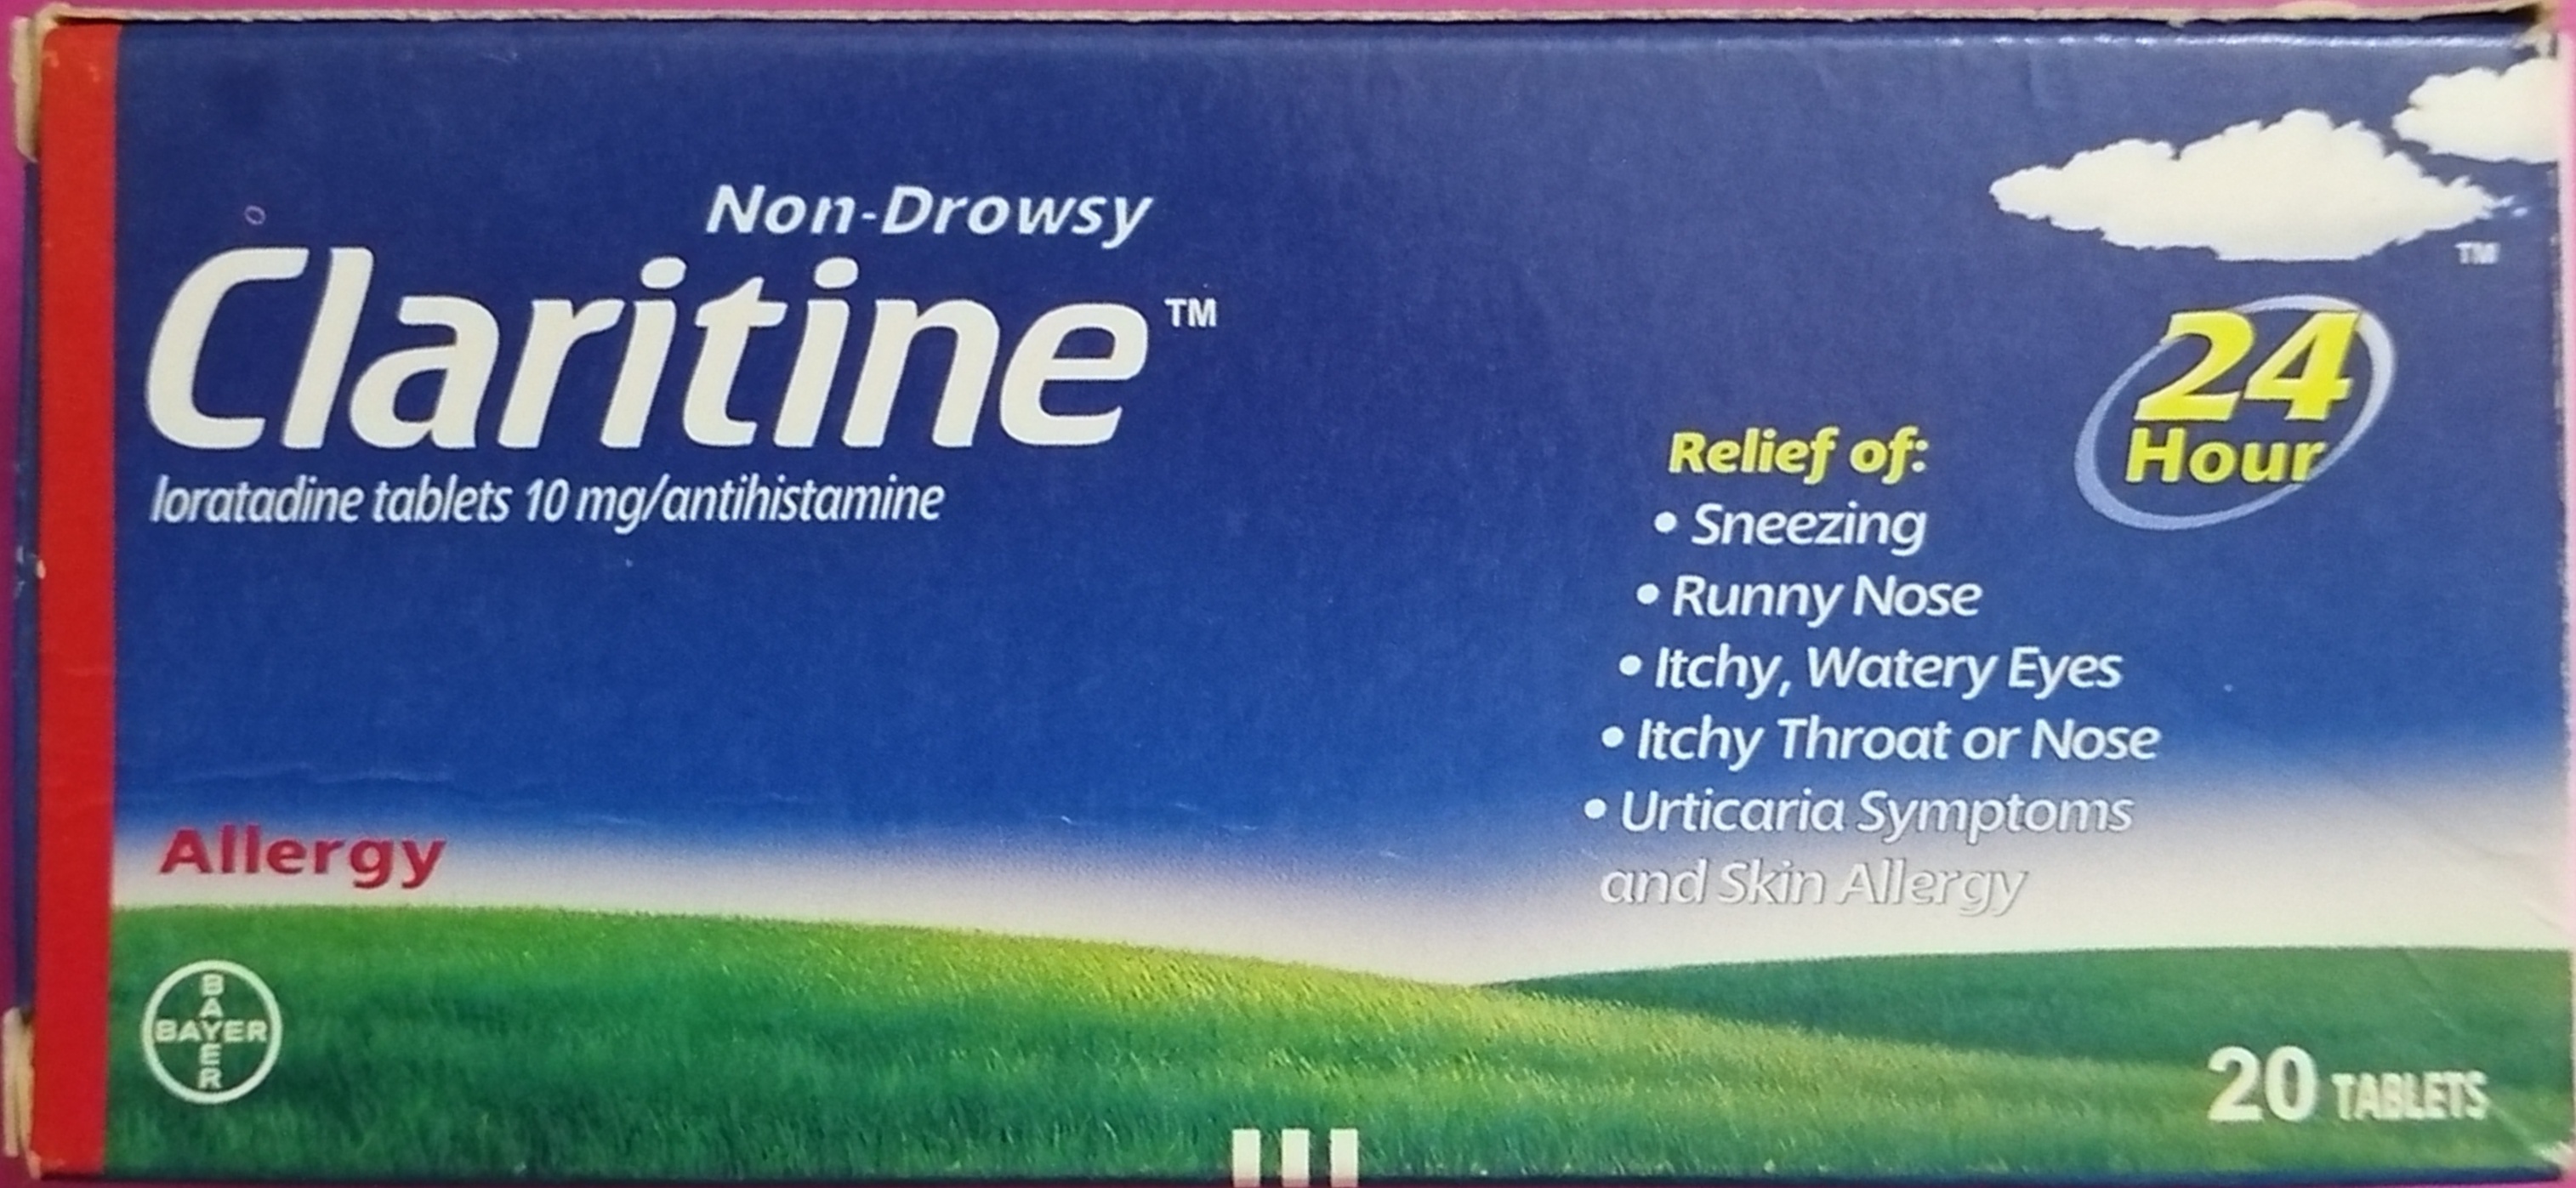 Non-Drowsy
Claritine™
loratadine tablets 10 mg/antihistamine
Allergy
BAYER
BAYER
TM
24
Hour
Relief of:
• Sneezing
• Runny Nose
• Itchy, Watery Eyes
• Itchy Throat or Nose
• Urticaria Symptoms
and Skin Allergy
20 TABLETS